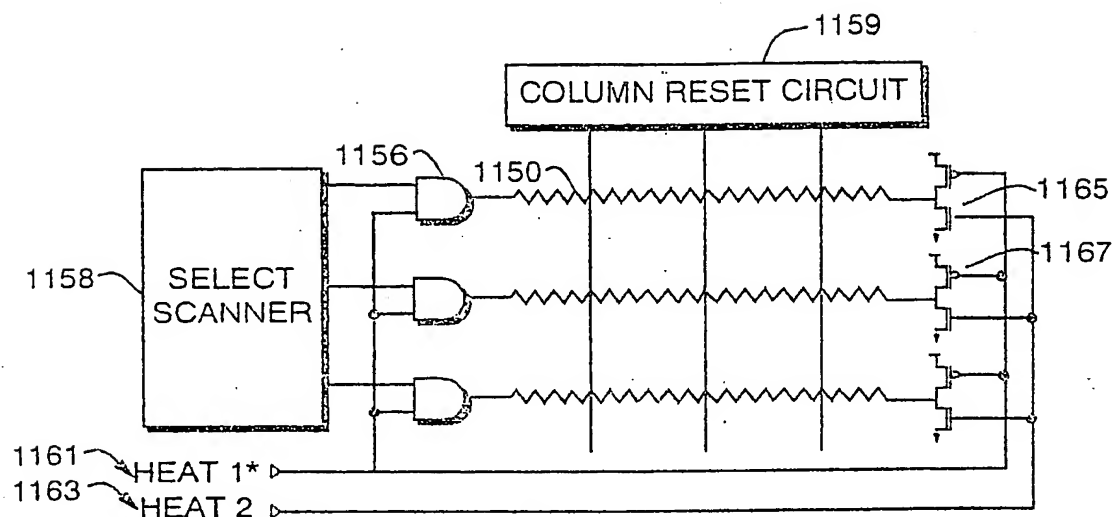 1159
COLUMN RESET CIRCUIT
1156
1150
1165
1167
1158
SELECT
SCANNER
1161
HEAT 1*
1163
HEAT 2